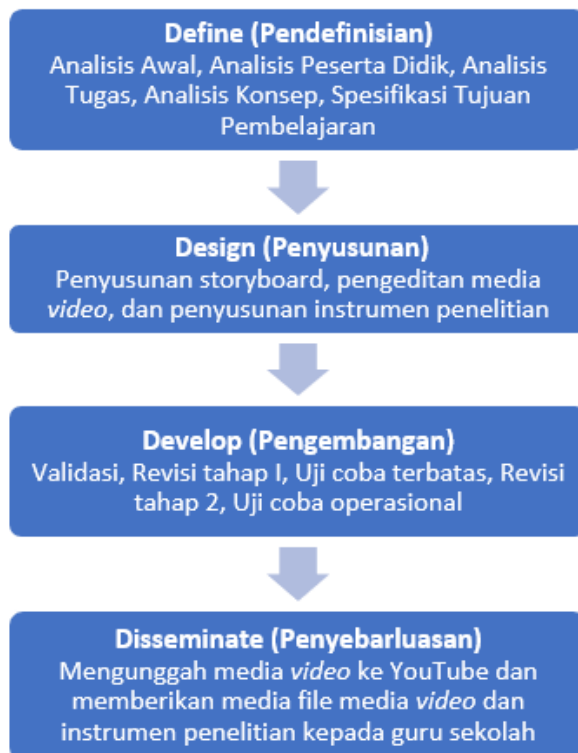 Define (Pendefinisian)
Analisis Awal, Analisis Peserta Didik, Analisis
Tugas, Analisis Konsep, Spesifikasi Tujuan
Pembelajaran
Design (Penyusunan)
Penyusunan storyboard, pengeditan media
video, dan penyusunan instrumen penelitian
Develop (Pengembangan)
Validasi, Revisi tahap I, Uji coba terbatas, Revisi
tahap 2, Uji coba operasional
Disseminate (Penyebarluasan)
Mengunggah media video ke YouTube dan
memberikan media file media video dan
instrumen penelitian kepada guru sekolah